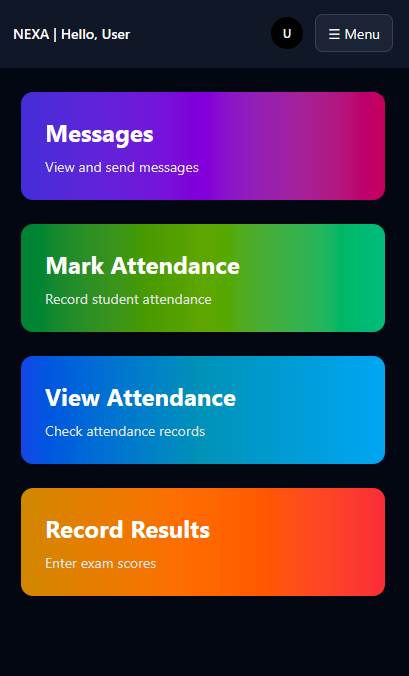 NEXA | Hello, User
U
☰ Menu
Messages
View and send messages
Mark Attendance
Record student attendance
View Attendance
Check attendance records
Record Results
Enter exam scores